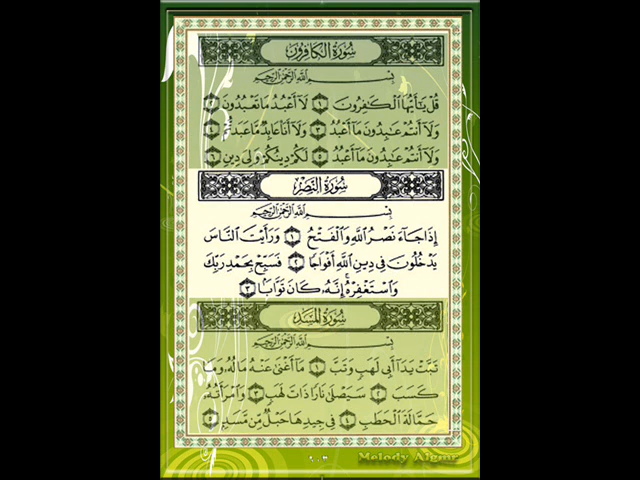 سُورَةُ الكَافِرُونَ
بِسْمِ اللَّهِ الرَّحْمَٰنِ الرَّحِيمِ
قُلْ يَٰٓأَيُّهَا ٱلْكَٰفِرُونَ ١ لَآ أَعْبُدُ مَا تَعْبُدُونَ ٢
وَلَآ أَنتُمْ عَٰبِدُونَ مَآ أَعْبُدُ ٣ وَلَآ أَنَا۠ عَابِدٌ مَّا عَبَدتُّمْ ٤
وَلَآ أَنتُمْ عَٰبِدُونَ مَآ أَعْبُدُ ٥ لَكُمْ دِينُكُمْ وَلِىَ دِينِ ٦
سُورَةُ النَّصْرِ
بِسْمِ اللَّهِ الرَّحْمَٰنِ الرَّحِيمِ
إِذَا جَآءَ نَصْرُ ٱللَّهِ وَٱلْفَتْحُ ١ وَرَأَيْتَ ٱلنَّاسَ
يَدْخُلُونَ فِى دِينِ ٱللَّهِ أَفْوَاجًا ٢ فَسَبِّحْ بِحَمْدِ رَبِّكَ
وَٱسْتَغْفِرْهُ إِنَّهُۥ كَانَ تَوَّابًۢا ٣
سُورَةُ المَسَد
بِسْمِ اللَّهِ الرَّحْمَٰنِ الرَّحِيمِ
تَبَّتْ يَدَآ أَبِى لَهَبٍ وَتَبَّ ١ مَآ أَغْنَىٰ عَنْهُ مَالُهُۥ وَمَا
كَسَبَ ٢ سَيَصْلَىٰ نَارًا ذَاتَ لَهَبٍ ٣ وَٱمْرَأَتُهُۥ
حَمَّالَةَ ٱلْحَطَبِ ٤ فِى جِيدِهَا حَبْلٌ مِّن مَّسَدٍۭ ٥
٦٠٣
Melody Algmr